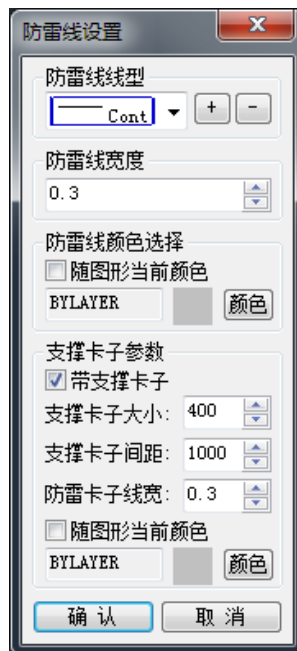 防雷线设置
防雷线线型
Cont
+ -
防雷线宽度
0.3
防雷线颜色选择
随图形当前颜色
BYLAYER 颜色
支撑卡子参数
带支撑卡子
支撑卡子大小: 400
支撑卡子间距: 1000
防雷卡子线宽: 0.3
随图形当前颜色
BYLAYER 颜色
确 认 取 消